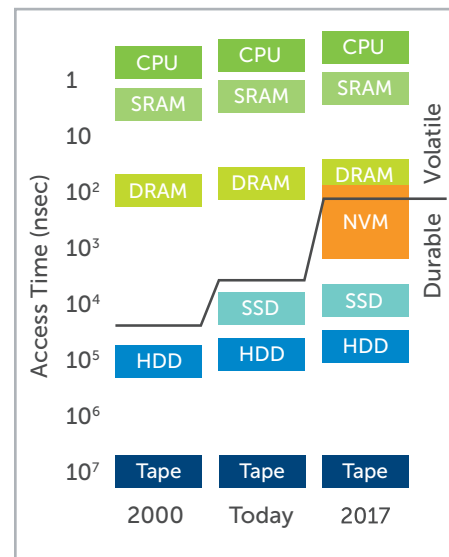 Access Time (nsec)
1
10
10²
10³
10⁴
10⁵
10⁶
10⁷
CPU
SRAM
DRAM
HDD
Tape
2000
CPU
SRAM
DRAM
SSD
HDD
Tape
Today
CPU
SRAM
DRAM
NVM
SSD
HDD
Tape
2017
Volatile
Durable